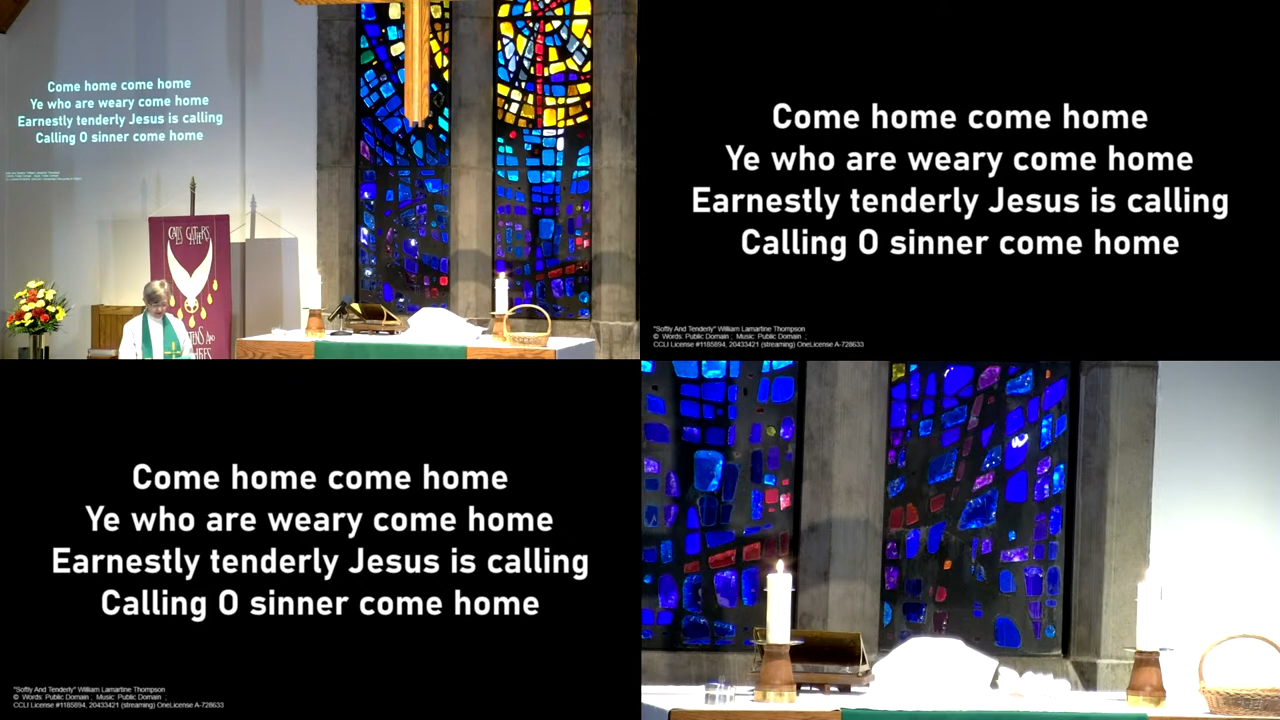 Come home come home
Ye who are weary come home
Earnestly tenderly Jesus is calling
Calling O sinner come home
CALLS GATHERS
Come home come home
Ye who are weary come home
Earnestly tenderly Jesus is calling
Calling O sinner come home
"Softly And Tenderly" William Lamartine Thompson
© Words: Public Domain ; Music: Public Domain ;
CCLI License #1185894, 20433421 (streaming) OneLicense A-728633
Come home come home
Ye who are weary come home
Earnestly tenderly Jesus is calling
Calling O sinner come home
"Softly And Tenderly" William Lamartine Thompson
© Words: Public Domain ; Music: Public Domain ;
CCLI License #1185894, 20433421 (streaming) OneLicense A-728633